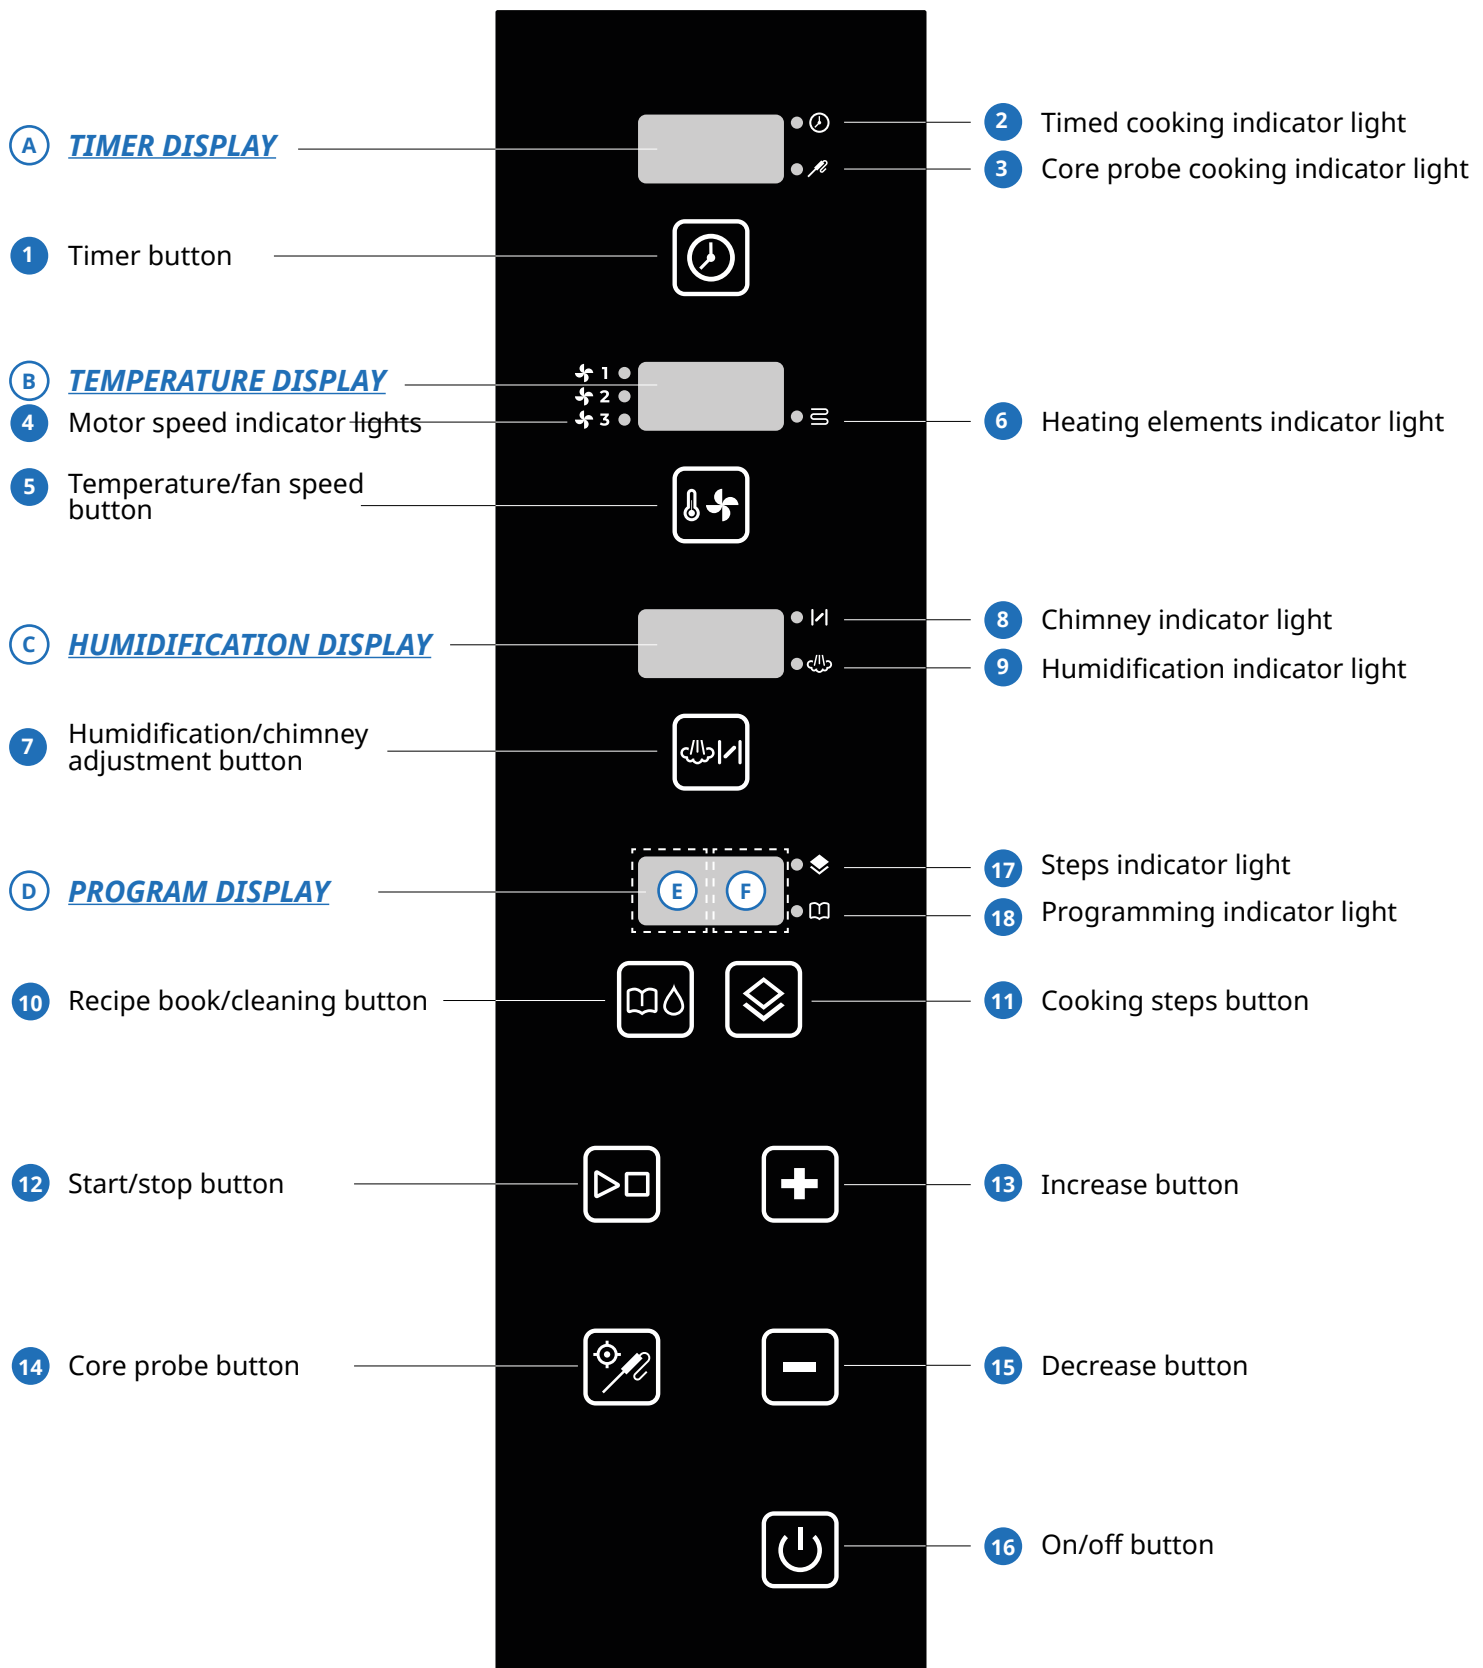 A TIMER DISPLAY
2 Timed cooking indicator light
3 Core probe cooking indicator light
1 Timer button
B TEMPERATURE DISPLAY
1
2
3
4 Motor speed indicator lights
6 Heating elements indicator light
5 Temperature/fan speed
button
C HUMIDIFICATION DISPLAY
8 Chimney indicator light
9 Humidification indicator light
7 Humidification/chimney
adjustment button
D PROGRAM DISPLAY
E F
17 Steps indicator light
18 Programming indicator light
10 Recipe book/cleaning button
11 Cooking steps button
12 Start/stop button
13 Increase button
14 Core probe button
15 Decrease button
16 On/off button